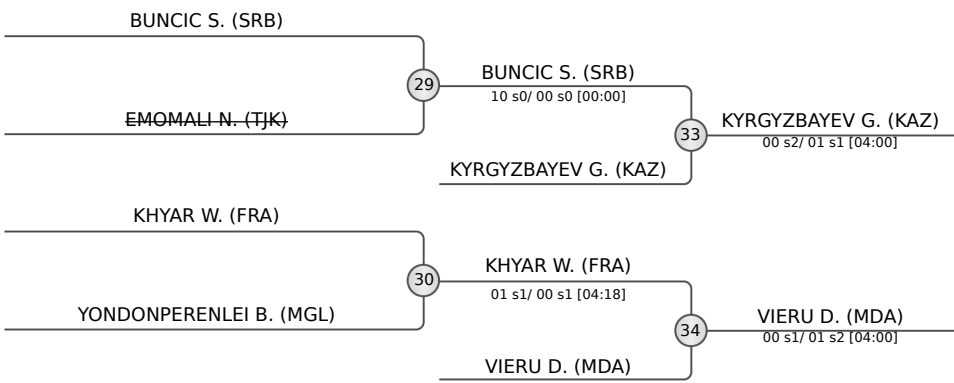 BUNCIC S. (SRB)
29
EMOMALI N. (TJK)
BUNCIC S. (SRB)
10 s0/ 00 s0 [00:00]
33
KYRGYZBAYEV G. (KAZ)
KYRGYZBAYEV G. (KAZ)
00 s2/ 01 s1 [04:00]
KHYAR W. (FRA)
30
YONDONPERENLEI B. (MGL)
KHYAR W. (FRA)
01 s1/ 00 s1 [04:18]
34
VIERU D. (MDA)
VIERU D. (MDA)
00 s1/ 01 s2 [04:00]